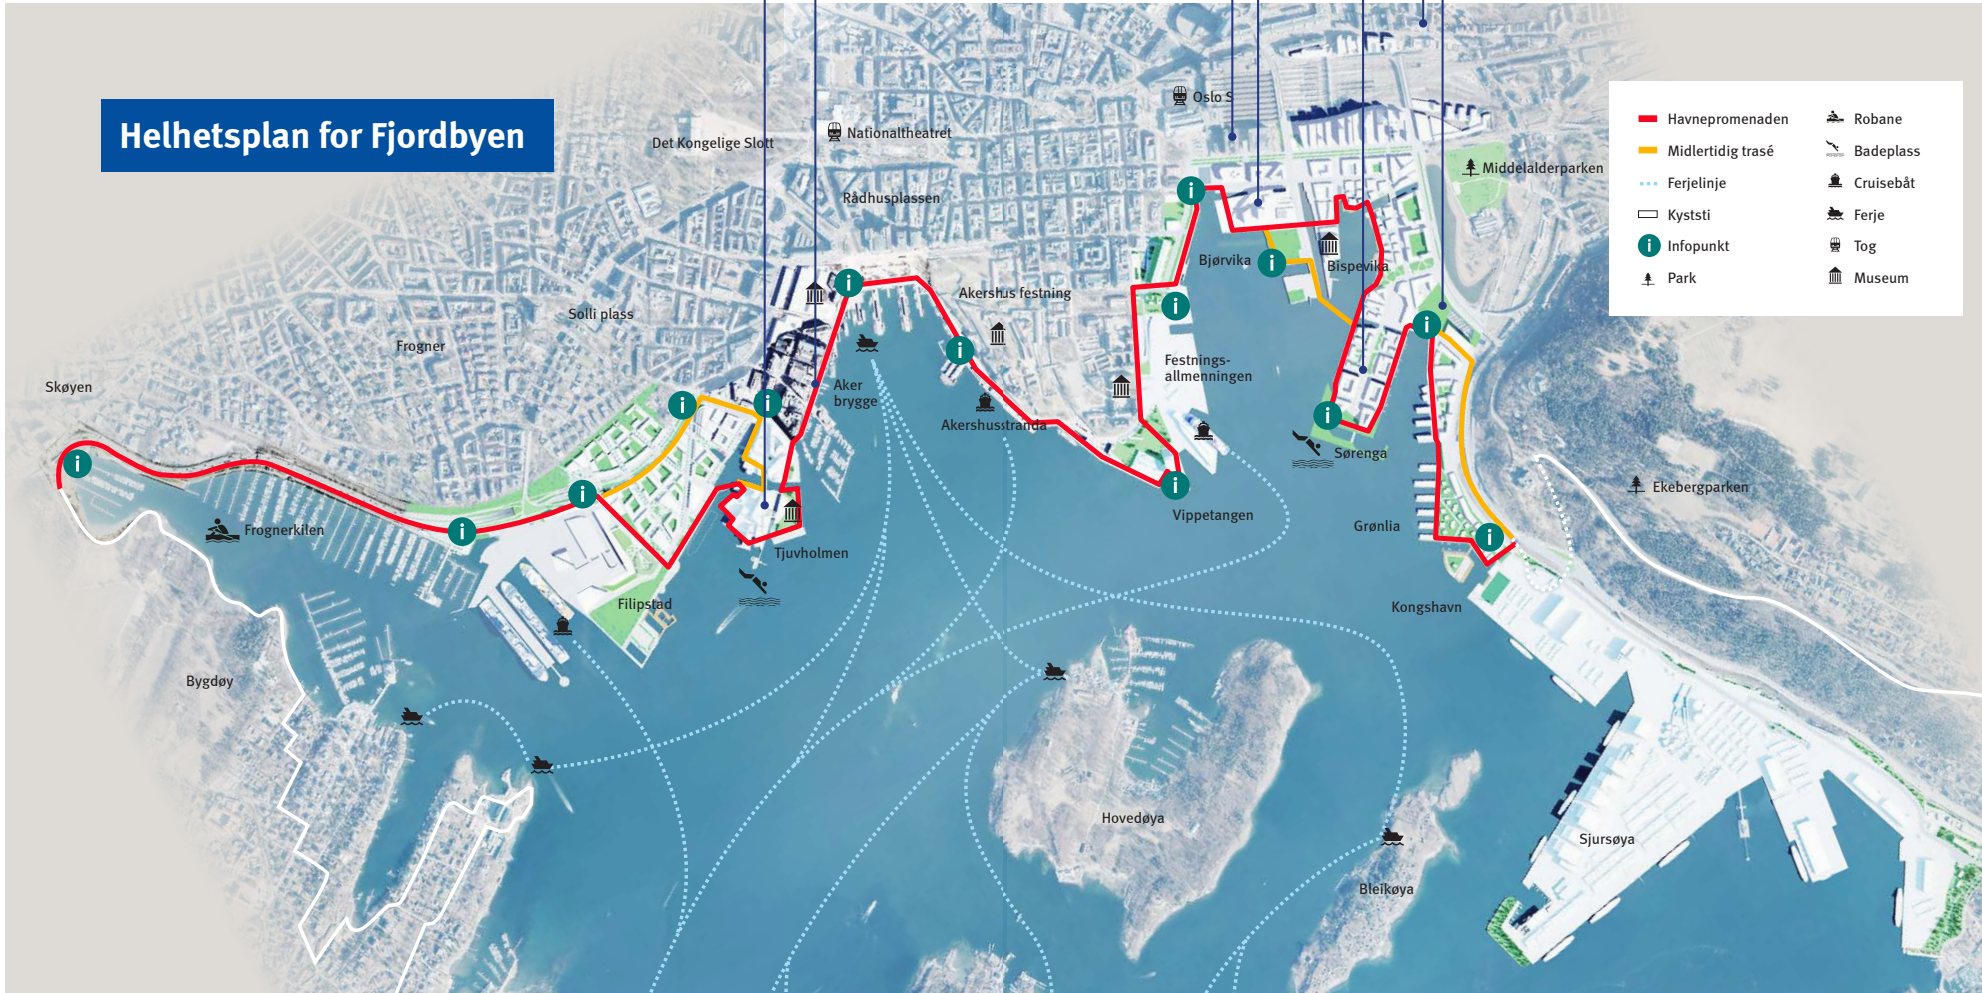 Helhetsplan for Fjordbyen
Oslo S
Det Kongelige Slott
Nationaltheatret
Rådhusplassen
Middelalderparken
Havnepromenaden
Midlertidig trasé
Ferjelinje
Kyststi
i Infopunkt
Park
Robane
Badeplass
Cruisebåt
Ferje
Tog
Museum
i
Bjørvika
i
Bispevika
i
Akershus festning
i
Solli plass
Frogner
i
i
i
Festnings-
allmenningen
Skøyen
Aker
brygge
i
i
i
Akershusstranda
Sørenga
i
i
i
i
Vippetangen
Ekebergparken
Frognerkilen
i
Grønlia
i
Tjuvholmen
Filipstad
Kongshavn
Bygdøy
Hovedøya
Sjursøya
Bleikøya